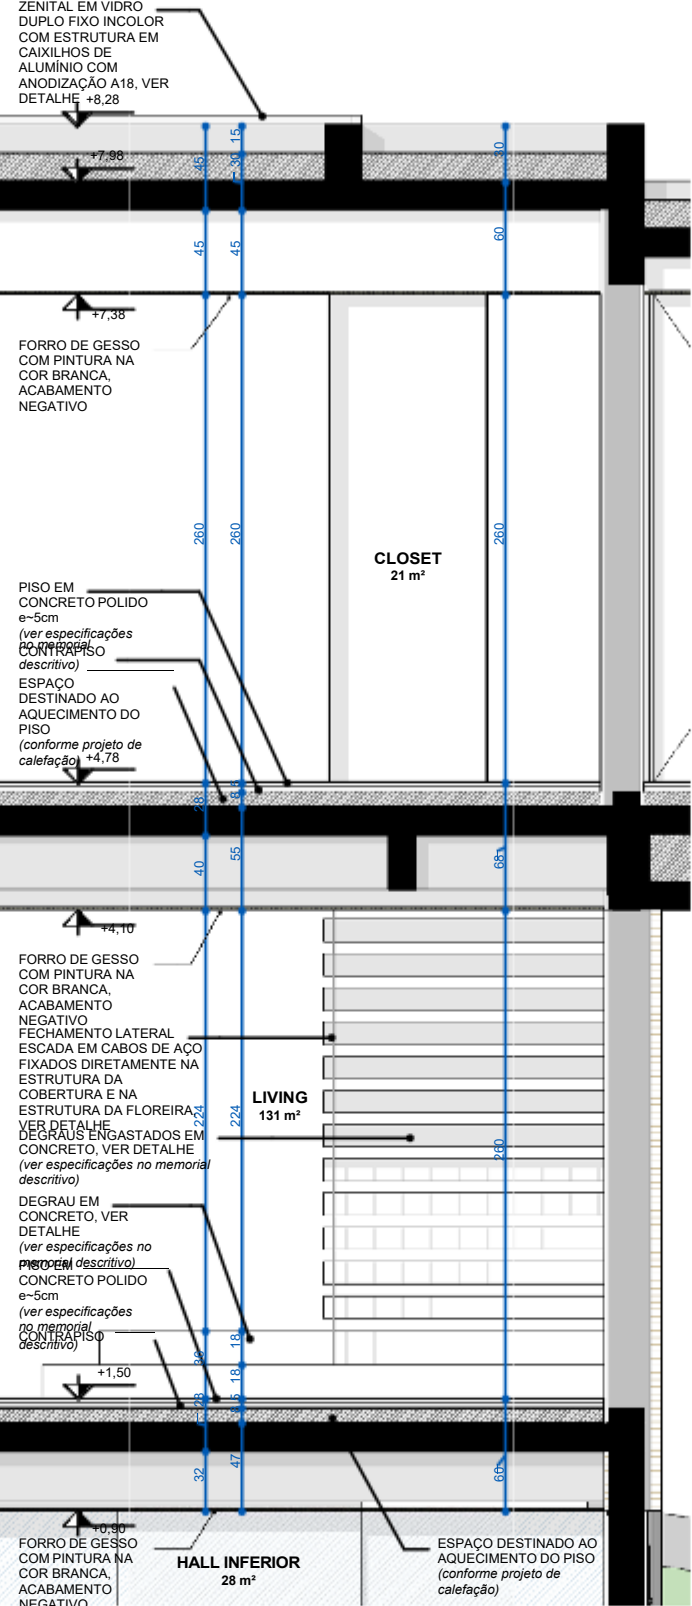 ZENITAL EM VIDRO
DUPLO FIXO INCOLOR
COM ESTRUTURA EM
CAIXILHOS DE
ALUMÍNIO COM
ANODIZAÇÃO A18, VER
DETALHE
+8,28
15
30
45
30
+7,98
45
45
60
+7,38
FORRO DE GESSO
COM PINTURA NA
COR BRANCA,
ACABAMENTO
NEGATIVO
260
260
260
CLOSET
21 m²
PISO EM
CONCRETO POLIDO
e~5cm
(ver especificações
no memorial
descritivo)
CONTRAPISO
ESPAÇO
DESTINADO AO
AQUECIMENTO DO
PISO
(conforme projeto de
calefação)
+4,78
28
40
55
68
+4,10
FORRO DE GESSO
COM PINTURA NA
COR BRANCA,
ACABAMENTO
NEGATIVO
FECHAMENTO LATERAL
ESCADA EM CABOS DE AÇO
FIXADOS DIRETAMENTE NA
ESTRUTURA DA
COBERTURA E NA
ESTRUTURA DA FLOREIRA,
VER DETALHE
224
224
LIVING
131 m²
260
DEGRAUS ENGASTADOS EM
CONCRETO, VER DETALHE
(ver especificações no memorial
descritivo)
DEGRAU EM
CONCRETO, VER
DETALHE
(ver especificações no
memorial descritivo)
PISO EM
CONCRETO POLIDO
e~5cm
(ver especificações
no memorial
descritivo)
CONTRAPISO
18
18
+1,50
28
32
47
60
+0,90
FORRO DE GESSO
COM PINTURA NA
COR BRANCA,
ACABAMENTO
NEGATIVO
HALL INFERIOR
28 m²
ESPAÇO DESTINADO AO
AQUECIMENTO DO PISO
(conforme projeto de
calefação)